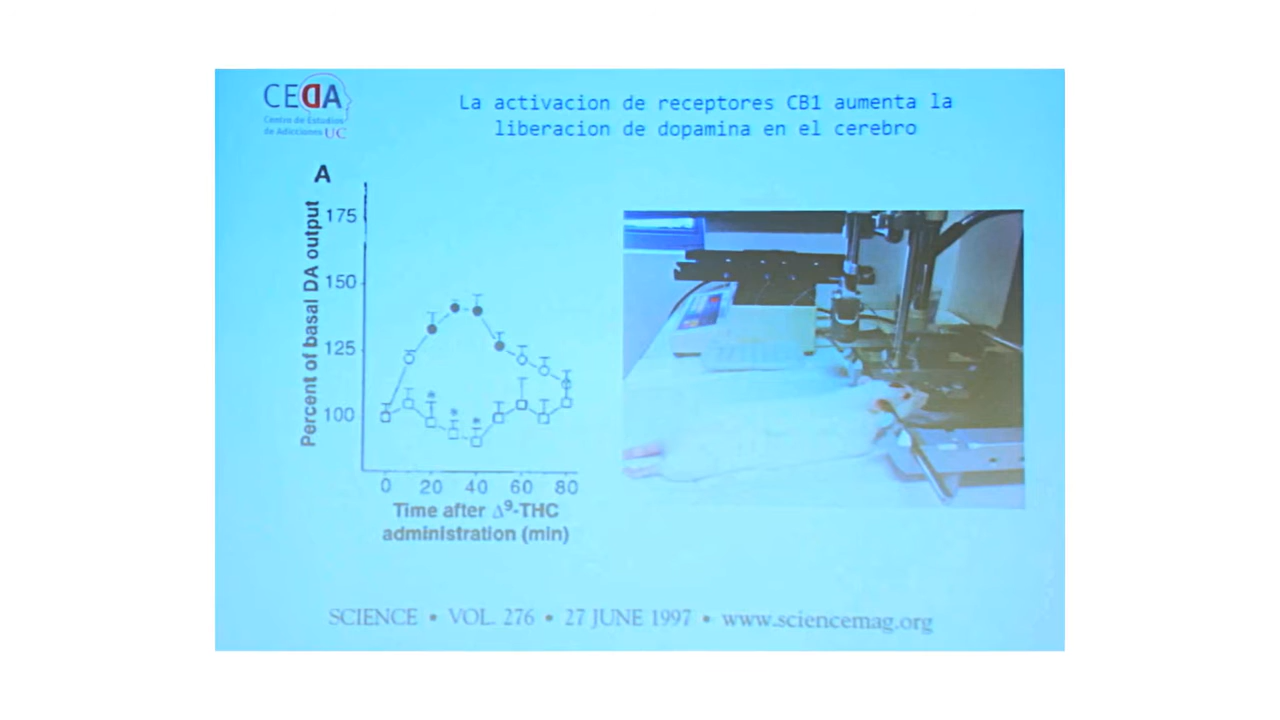 CEDA
Centro de Estudios
de Adicciones UC
La activacion de receptores CB1 aumenta la
liberacion de dopamina en el cerebro
A
Percent of basal DA output
175
150
125
100
0 20 40 60 80
Time after Δ⁹-THC
administration (min)
SCIENCE • VOL. 276 • 27 JUNE 1997 • www.sciencemag.org